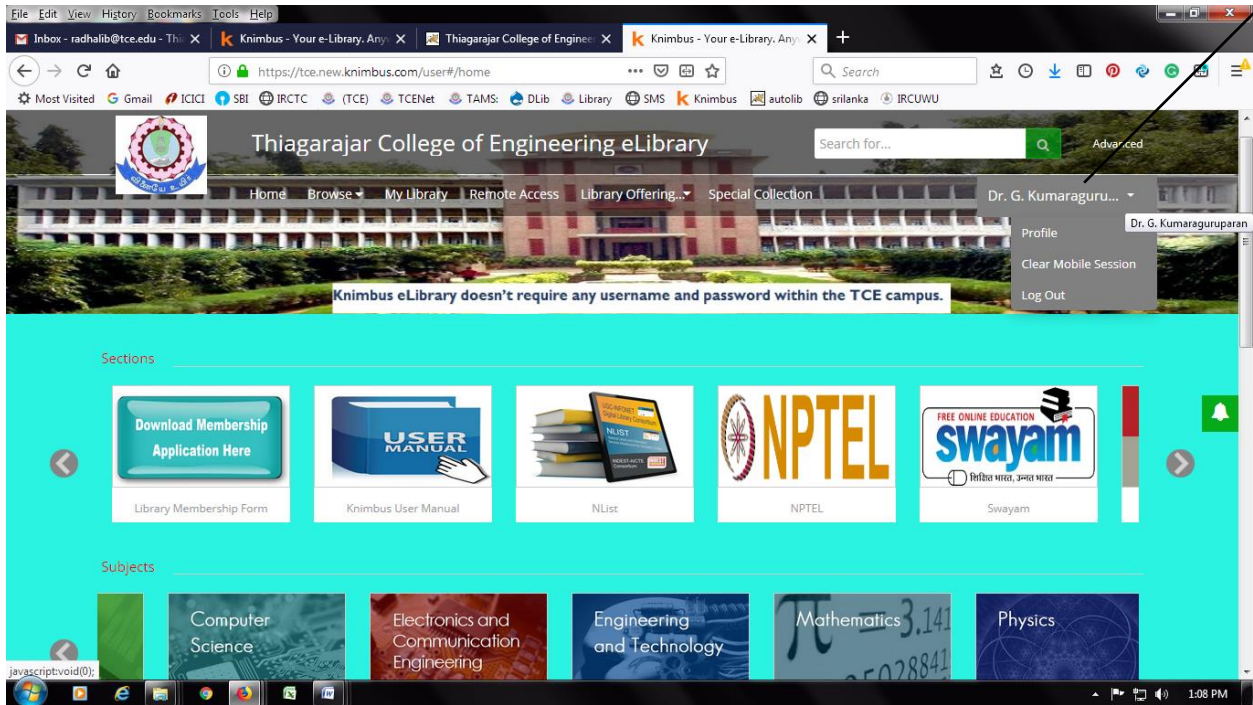 File Edit View History Bookmarks Tools Help
Inbox - radhalib@tce.edu - Thi
Knimbus - Your e-Library. Any
Thiagarajar College of Enginee
Knimbus - Your e-Library. Any
https://tce.new.knimbus.com/user#/home
Search
Most Visited Gmail ICICI SBI IRCTC (TCE) TCENet TAMS: DLib Library SMS Knimbus autolib srilanka IRCUWU
Thiagarajar College of Engineering eLibrary
Search for...
Advanced
Home Browse My Library Remote Access Library Offering... Special Collection
Dr. G. Kumaraguru...
Dr. G. Kumaraguruparan
Profile
Clear Mobile Session
Log Out
Knimbus eLibrary doesn't require any username and password within the TCE campus.
Sections
Download Membership
Application Here
Library Membership Form
USER
MANUAL
Knimbus User Manual
NLIST
NList
NPTEL
NPTEL
FREE ONLINE EDUCATION
swayam
शिक्षित भारत, उन्नत भारत
Swayam
Subjects
Computer
Science
Electronics and
Communication
Engineering
Engineering
and Technology
Mathematics
Physics
javascript:void(0);
1:08 PM